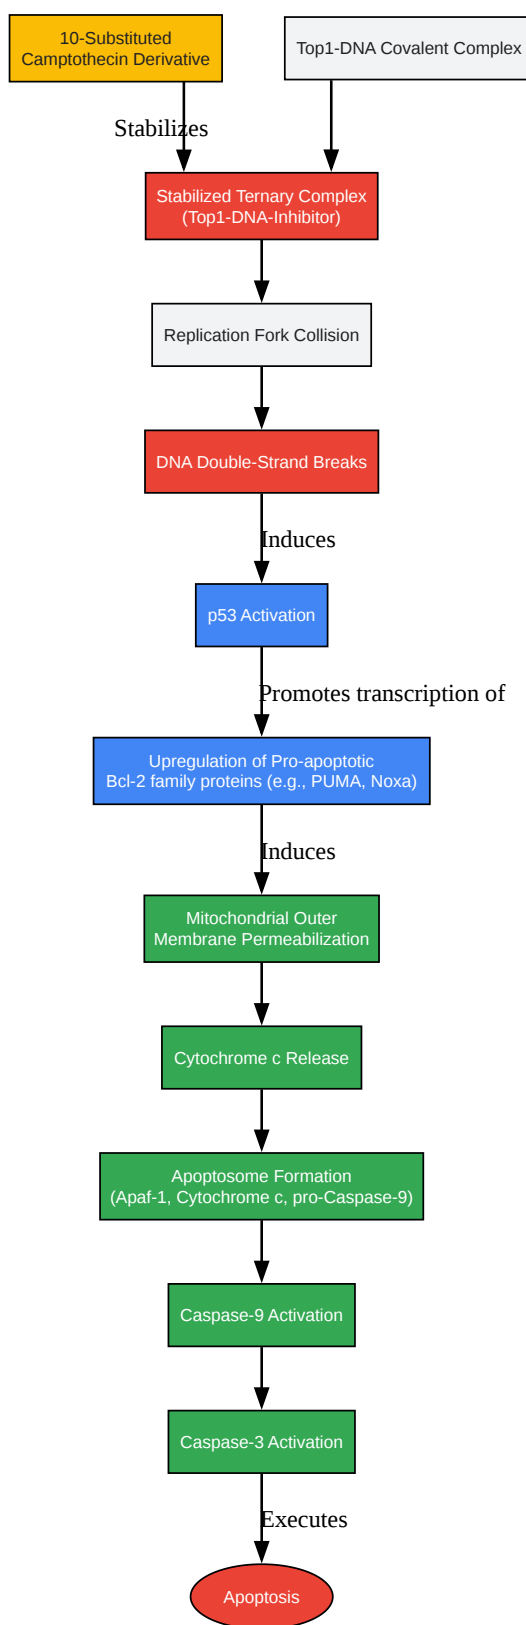 10-Substituted
Camptothecin Derivative
Top1-DNA Covalent Complex
Stabilizes
Stabilized Ternary Complex
(Top1-DNA-Inhibitor)
Replication Fork Collision
DNA Double-Strand Breaks
Induces
p53 Activation
Promotes transcription of
Upregulation of Pro-apoptotic
Bcl-2 family proteins (e.g., PUMA, Noxa)
Induces
Mitochondrial Outer
Membrane Permeabilization
Cytochrome c Release
Apoptosome Formation
(Apaf-1, Cytochrome c, pro-Caspase-9)
Caspase-9 Activation
Caspase-3 Activation
Executes
Apoptosis